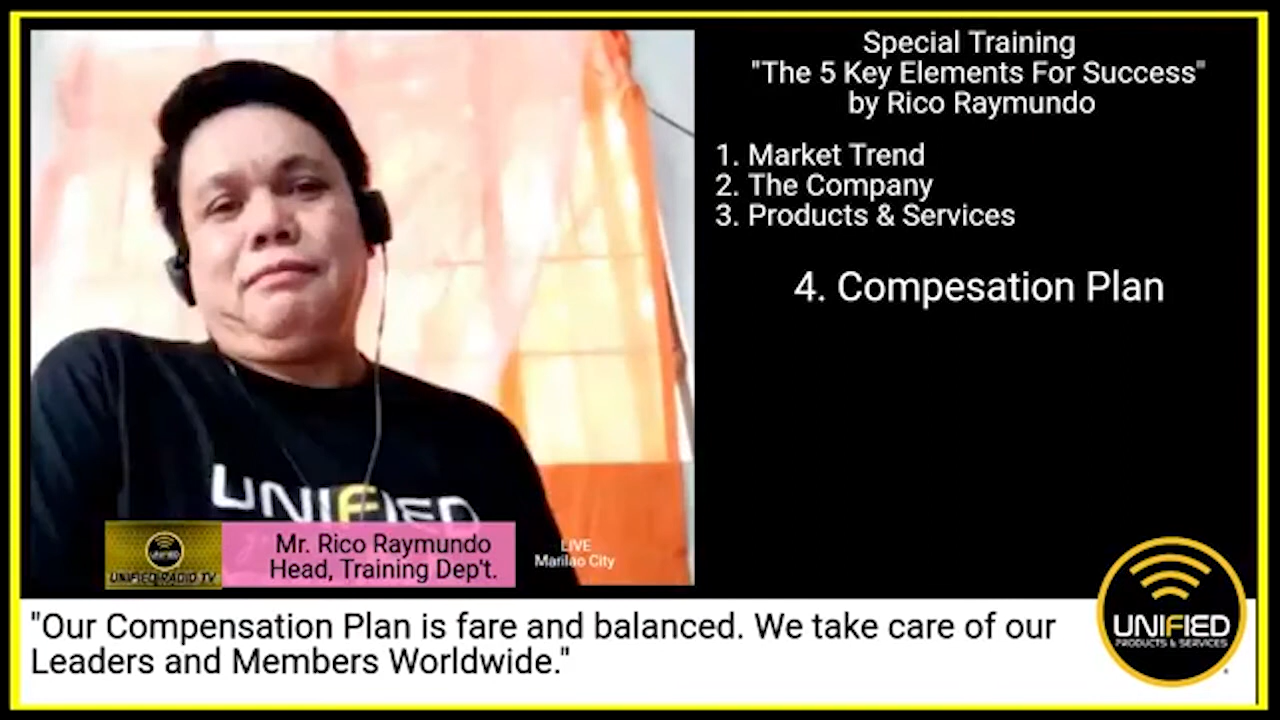 Special Training
"The 5 Key Elements For Success"
by Rico Raymundo
1. Market Trend
2. The Company
3. Products & Services
4. Compesation Plan
UNIFIED
UNIFIED
UNIFIED RADIO TV
Mr. Rico Raymundo
Head, Training Dep't.
LIVE
Marilao City
"Our Compensation Plan is fare and balanced. We take care of our
Leaders and Members Worldwide."
UNIFIED
PRODUCTS & SERVICES